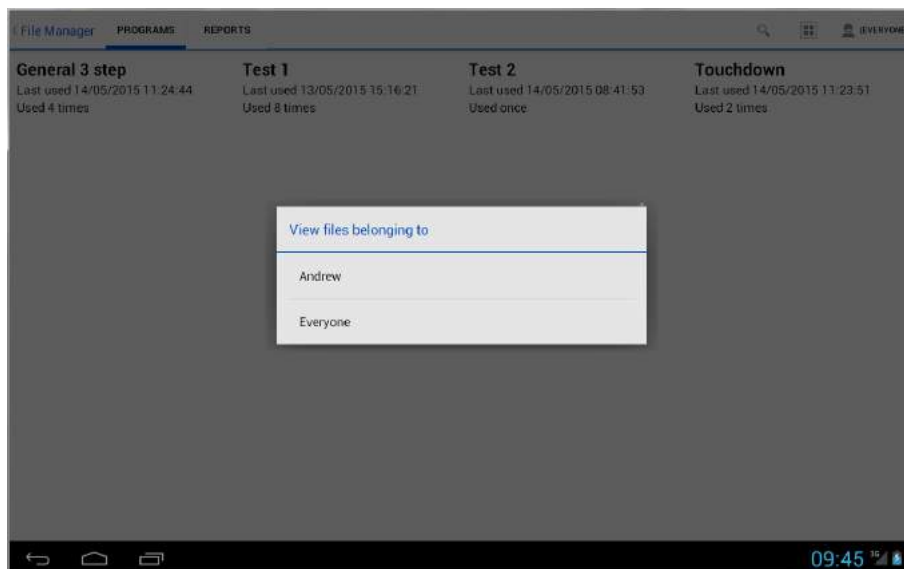 File Manager PROGRAMS REPORTS (EVERYONE
General 3 step
Last used 14/05/2015 11:24:44
Used 4 times
Test 1
Last used 13/05/2015 15:16:21
Used 8 times
Test 2
Last used 14/05/2015 08:41:53
Used once
Touchdown
Last used 14/05/2015 11:23:51
Used 2 times
View files belonging to
Andrew
Everyone
09:45 3G